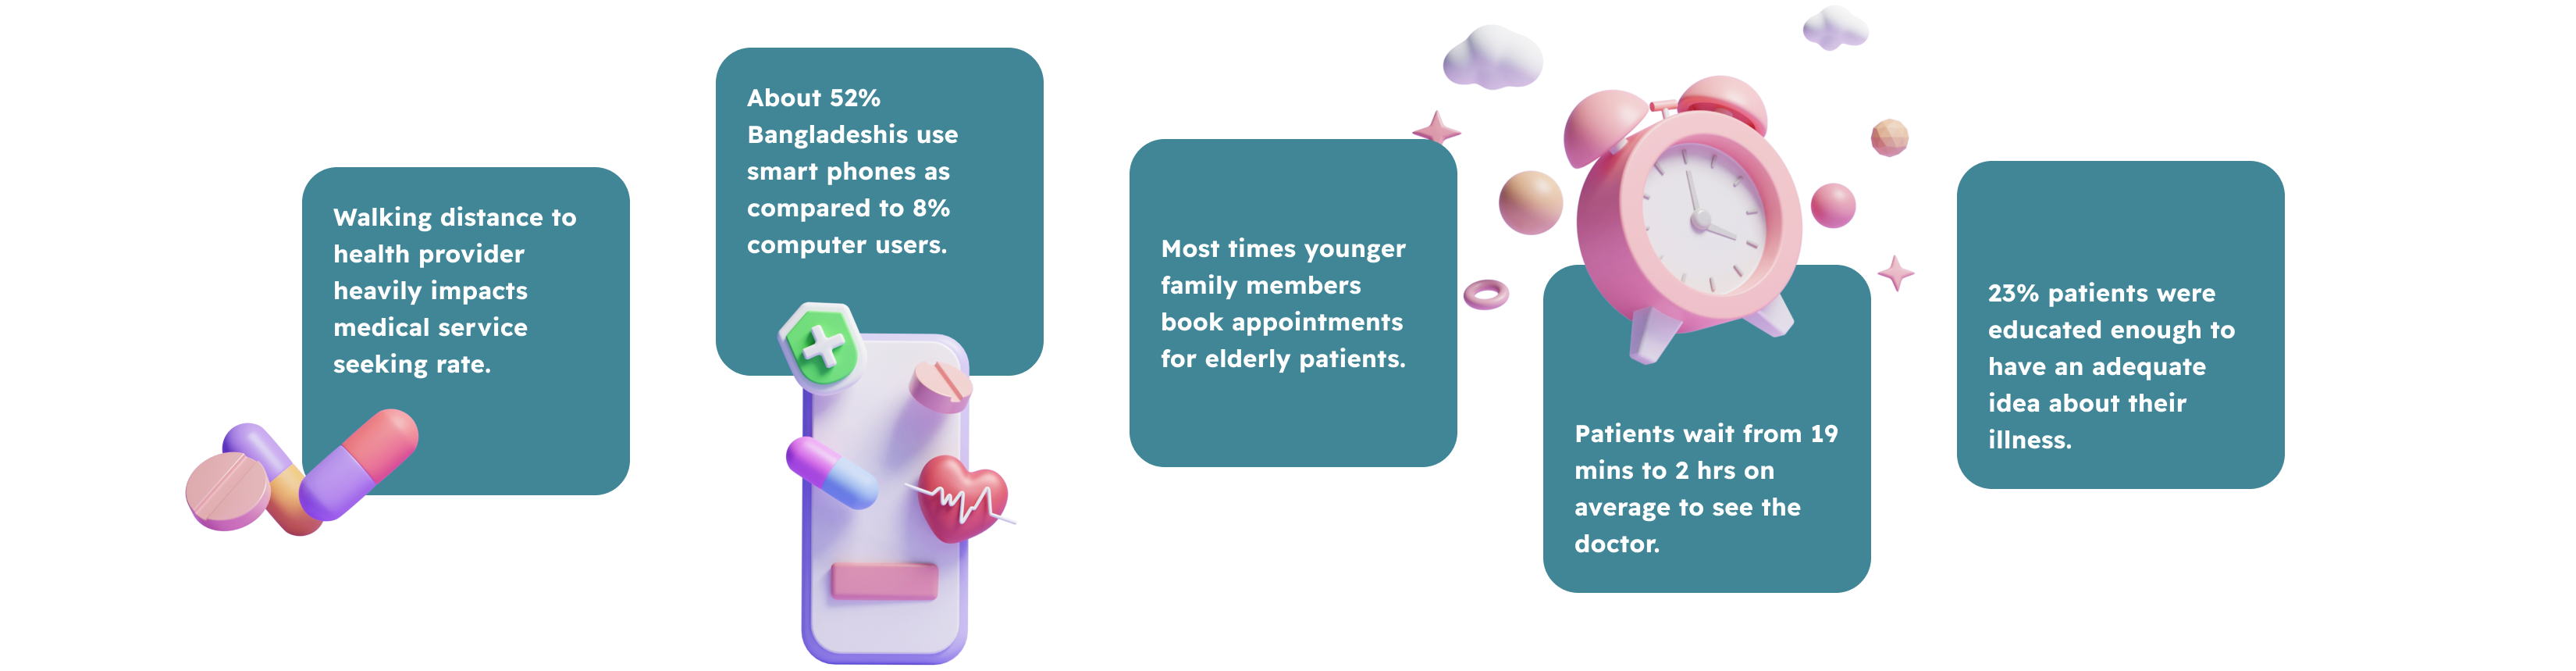 Walking distance to
health provider
heavily impacts
medical service
seeking rate.
About 52%
Bangladeshis use
smart phones as
compared to 8%
computer users.
Most times younger
family members
book appointments
for elderly patients.
Patients wait from 19
mins to 2 hrs on
average to see the
doctor.
23% patients were
educated enough to
have an adequate
idea about their
illness.